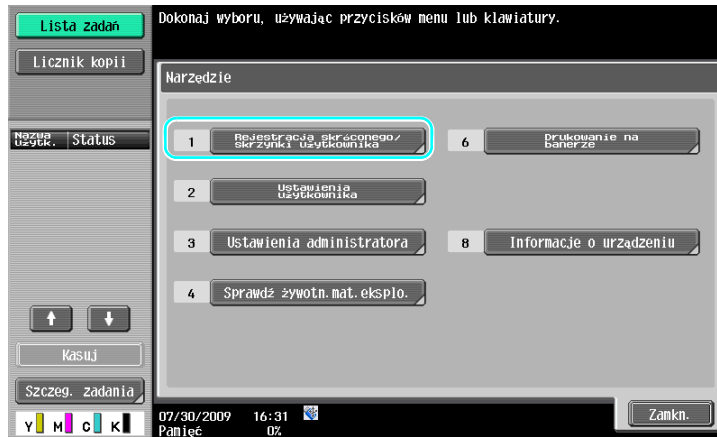 Lista zadań
Dokonaj wyboru, używając przycisków menu lub klawiatury.
Licznik kopii
Narzędzie
Nazwa użytk.
Status
1
Rejestracja skróconego/
skrzynki użytkownika
6
Drukowanie na
banerze
2
Ustawienia
użytkownika
3
Ustawienia administratora
8
Informacje o urządzeniu
4
Sprawdź żywotn.mat.eksplo.
Kasuj
Szczeg. zadania
Y M C K
07/30/2009 16:31
Pamięć 0%
Zamkn.